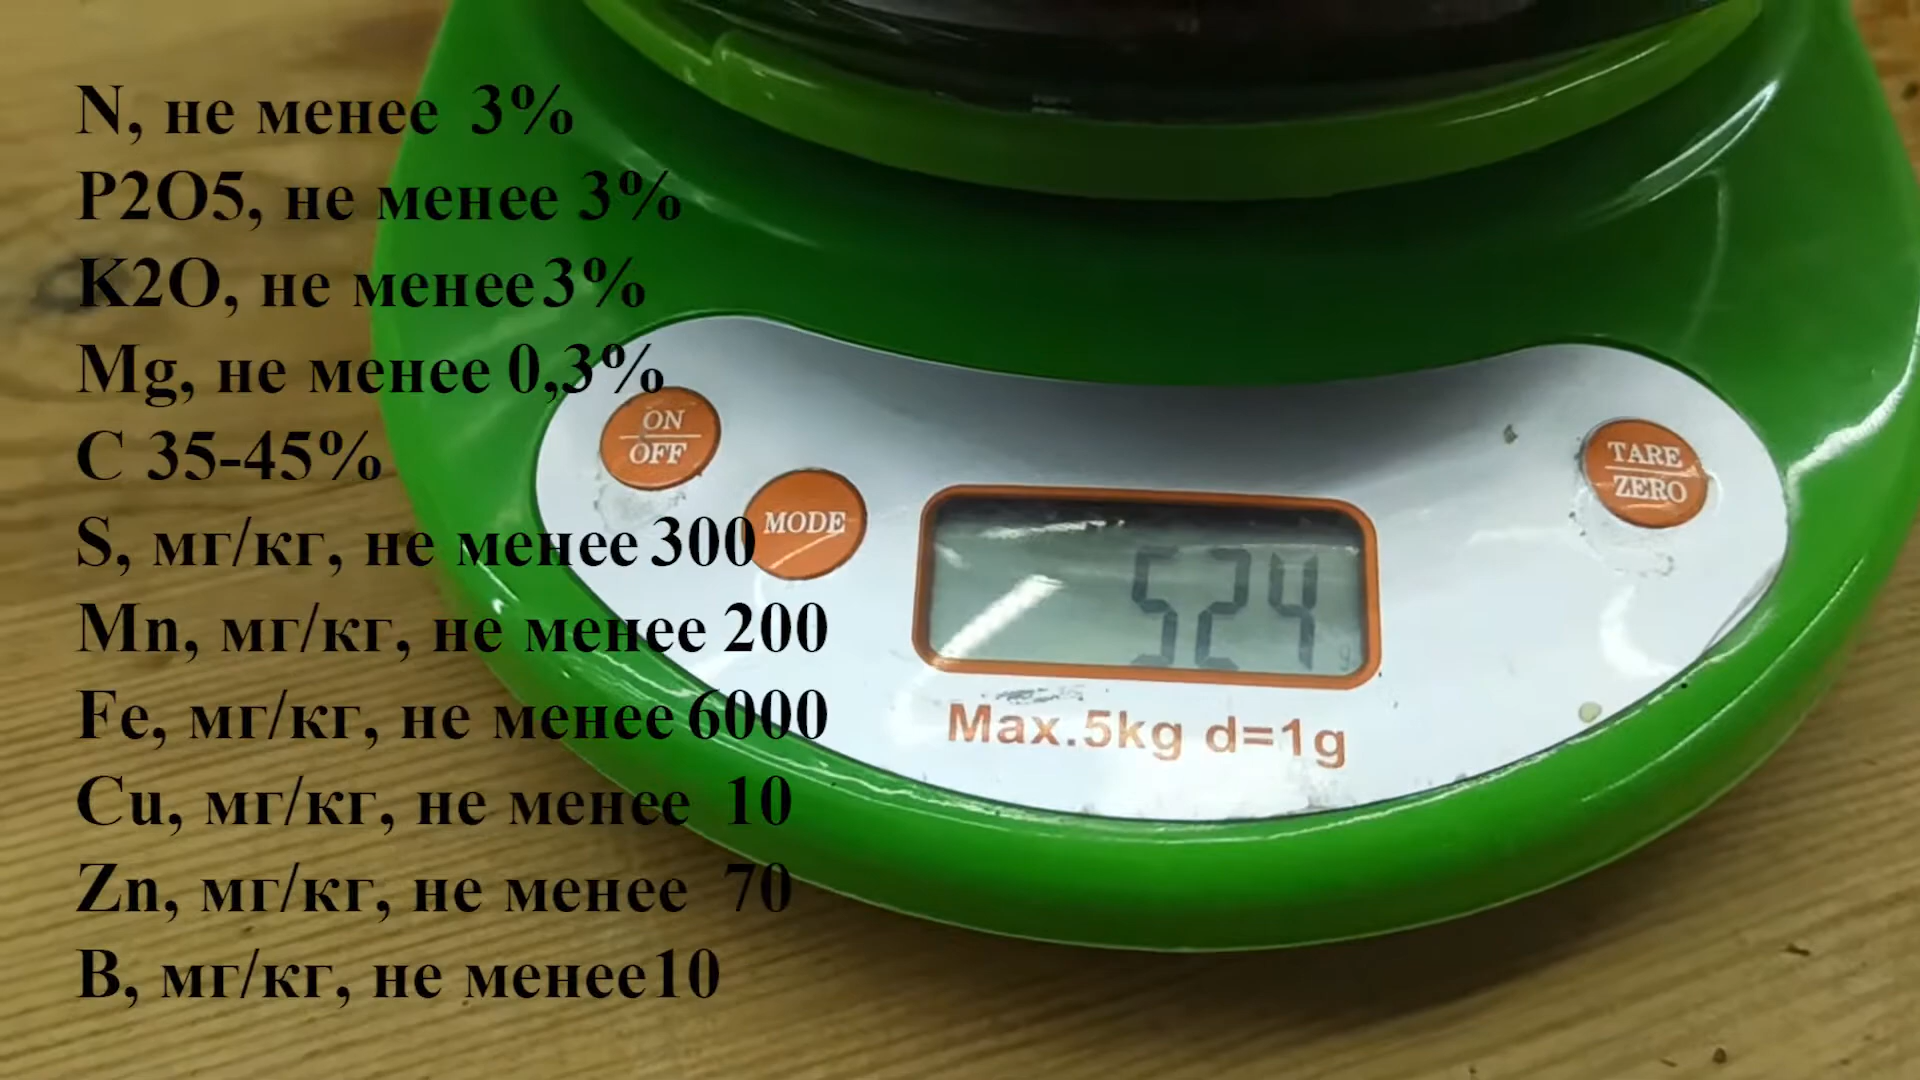 N, не менее 3%
P2O5, не менее 3%
K2O, не менее 3%
Mg, не менее 0,3%
C 35-45%
S, мг/кг, не менее 300
Mn, мг/кг, не менее 200
Fe, мг/кг, не менее 6000
Cu, мг/кг, не менее 10
Zn, мг/кг, не менее 70
B, мг/кг, не менее10
ON
OFF
MODE
TARE
ZERO
524 g
Max.5kg d=1g